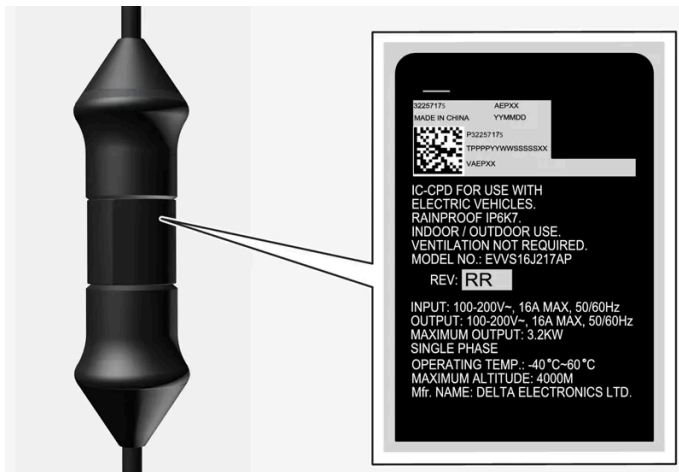 32257175 AEPXX
MADE IN CHINA YYMMDD
P32257175
TPPPPYYWWSSSSSXX
VAEPXX
IC-CPD FOR USE WITH
ELECTRIC VEHICLES.
RAINPROOF IP6K7.
INDOOR / OUTDOOR USE.
VENTILATION NOT REQUIRED.
MODEL NO.: EVVS16J217AP
REV: RR
INPUT: 100-200V~, 16A MAX, 50/60Hz
OUTPUT: 100-200V~, 16A MAX, 50/60Hz
MAXIMUM OUTPUT: 3.2KW
SINGLE PHASE
OPERATING TEMP.: -40°C~60°C
MAXIMUM ALTITUDE: 4000M
Mfr. NAME: DELTA ELECTRONICS LTD.